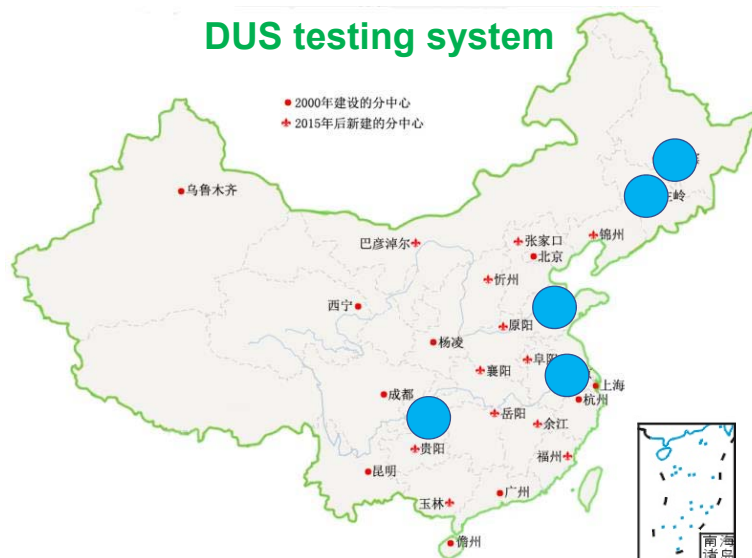 DUS testing system
2000年建设的分中心
2015年后新建的分中心
乌鲁木齐
岭
巴彦淖尔
张家口
锦州
北京
忻州
西宁
原阳
杨凌
阜阳
襄阳
上海
成都
杭州
岳阳
余江
贵阳
福州
昆明
广州
玉林
儋州
南海
诸岛